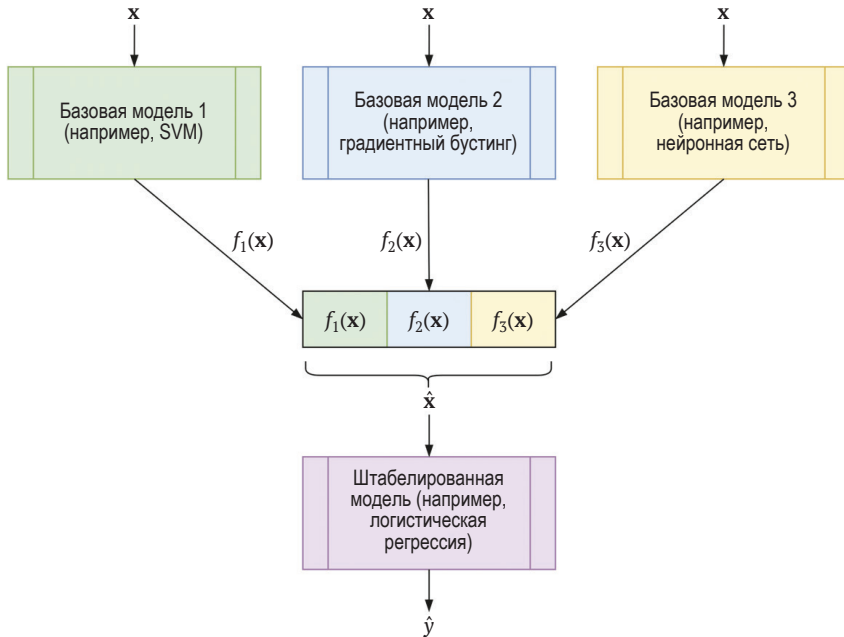 x
x
x
Базовая модель 1
(например, SVM)
Базовая модель 2
(например,
градиентный бустинг)
Базовая модель 3
(например,
нейронная сеть)
f₁(x)
f₂(x)
f₃(x)
f₁(x)
f₂(x)
f₃(x)
x̂
Штабелированная
модель (например,
логистическая
регрессия)
ŷ